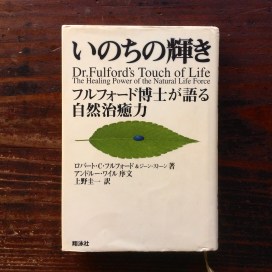 いのちの輝き
Dr.Fulford's Touch of Life
The Healing Power of the Natural Life Force
フルフォード博士が語る
自然治癒力
ロバート・C・フルフォード&ジーン・ストーン 著
アンドルー・ワイル 序文
上野圭一 訳
翔泳社